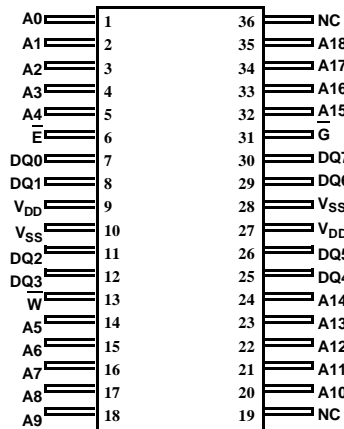 A0 1 36 NC
A1 2 35 A18
A2 3 34 A17
A3 4 33 A16
A4 5 32 A15
E̅ 6 31 G̅
DQ0 7 30 DQ7
DQ1 8 29 DQ6
VDD 9 28 VSS
VSS 10 27 VDD
DQ2 11 26 DQ5
DQ3 12 25 DQ4
W̅ 13 24 A14
A5 14 23 A13
A6 15 22 A12
A7 16 21 A11
A8 17 20 A10
A9 18 19 NC